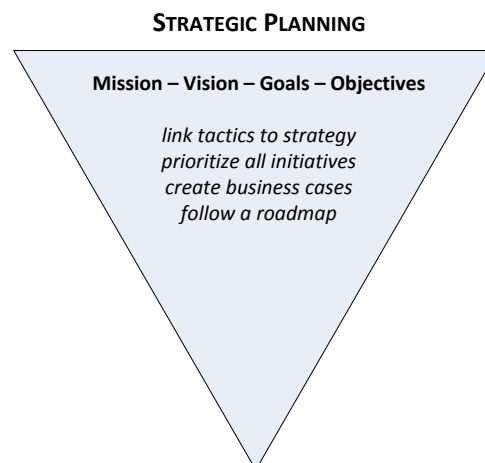 STRATEGIC PLANNING
Mission – Vision – Goals – Objectives
link tactics to strategy
prioritize all initiatives
create business cases
follow a roadmap